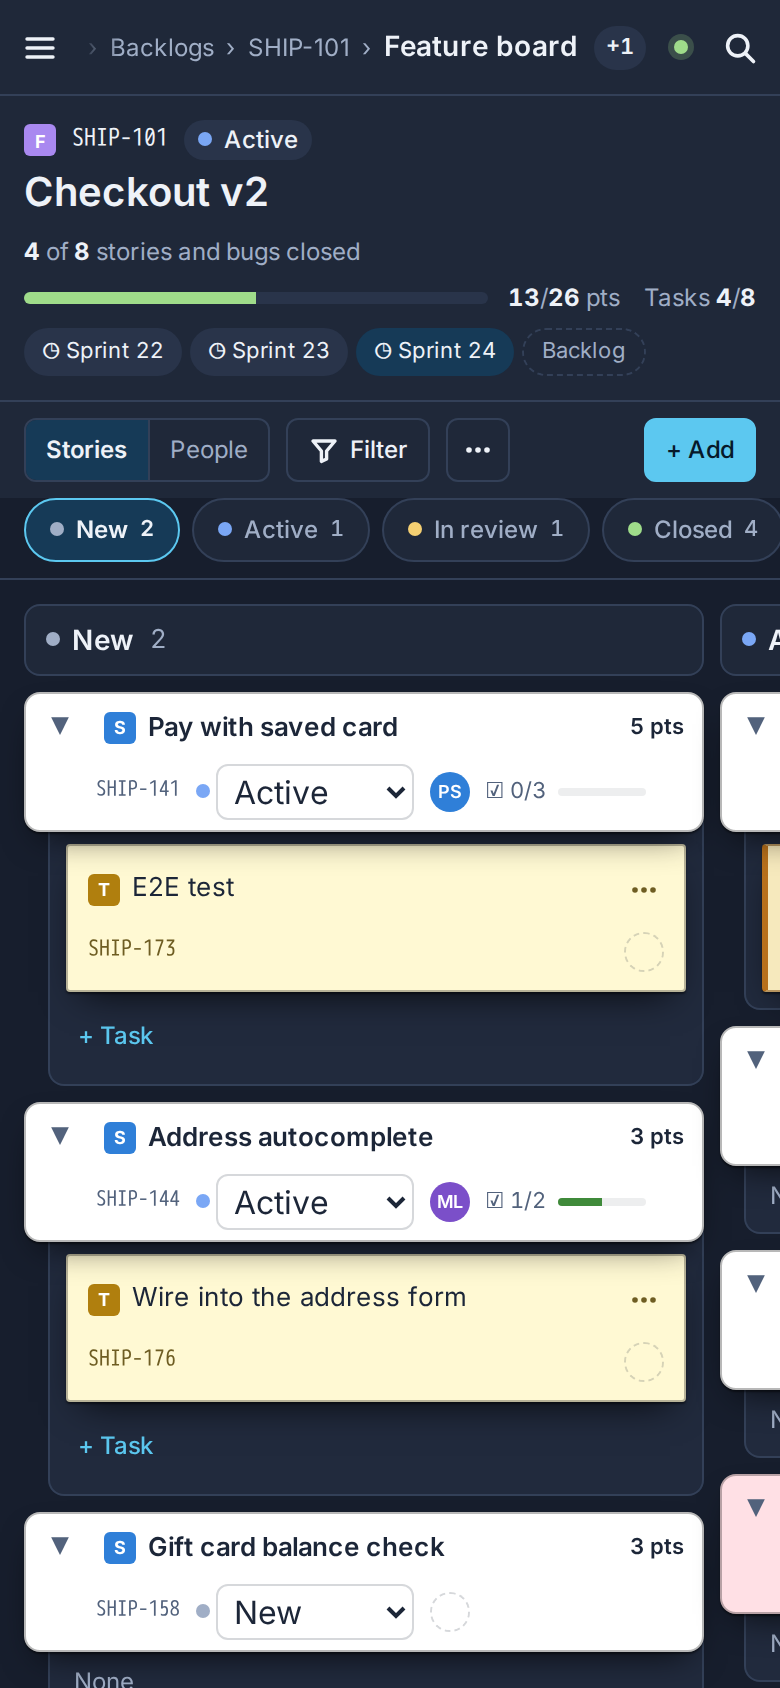 › Backlogs › SHIP-101 › Feature board +1
F SHIP-101 Active
Checkout v2
4 of 8 stories and bugs closed
13/26 pts Tasks 4/8
Sprint 22 Sprint 23 Sprint 24 Backlog
Stories People Filter ••• + Add
New 2 Active 1 In review 1 Closed 4
New 2
S Pay with saved card 5 pts
SHIP-141 Active PS ☑ 0/3
T E2E test •••
SHIP-173
+ Task
S Address autocomplete 3 pts
SHIP-144 Active ML ☑ 1/2
T Wire into the address form •••
SHIP-176
+ Task
S Gift card balance check 3 pts
SHIP-158 New
None